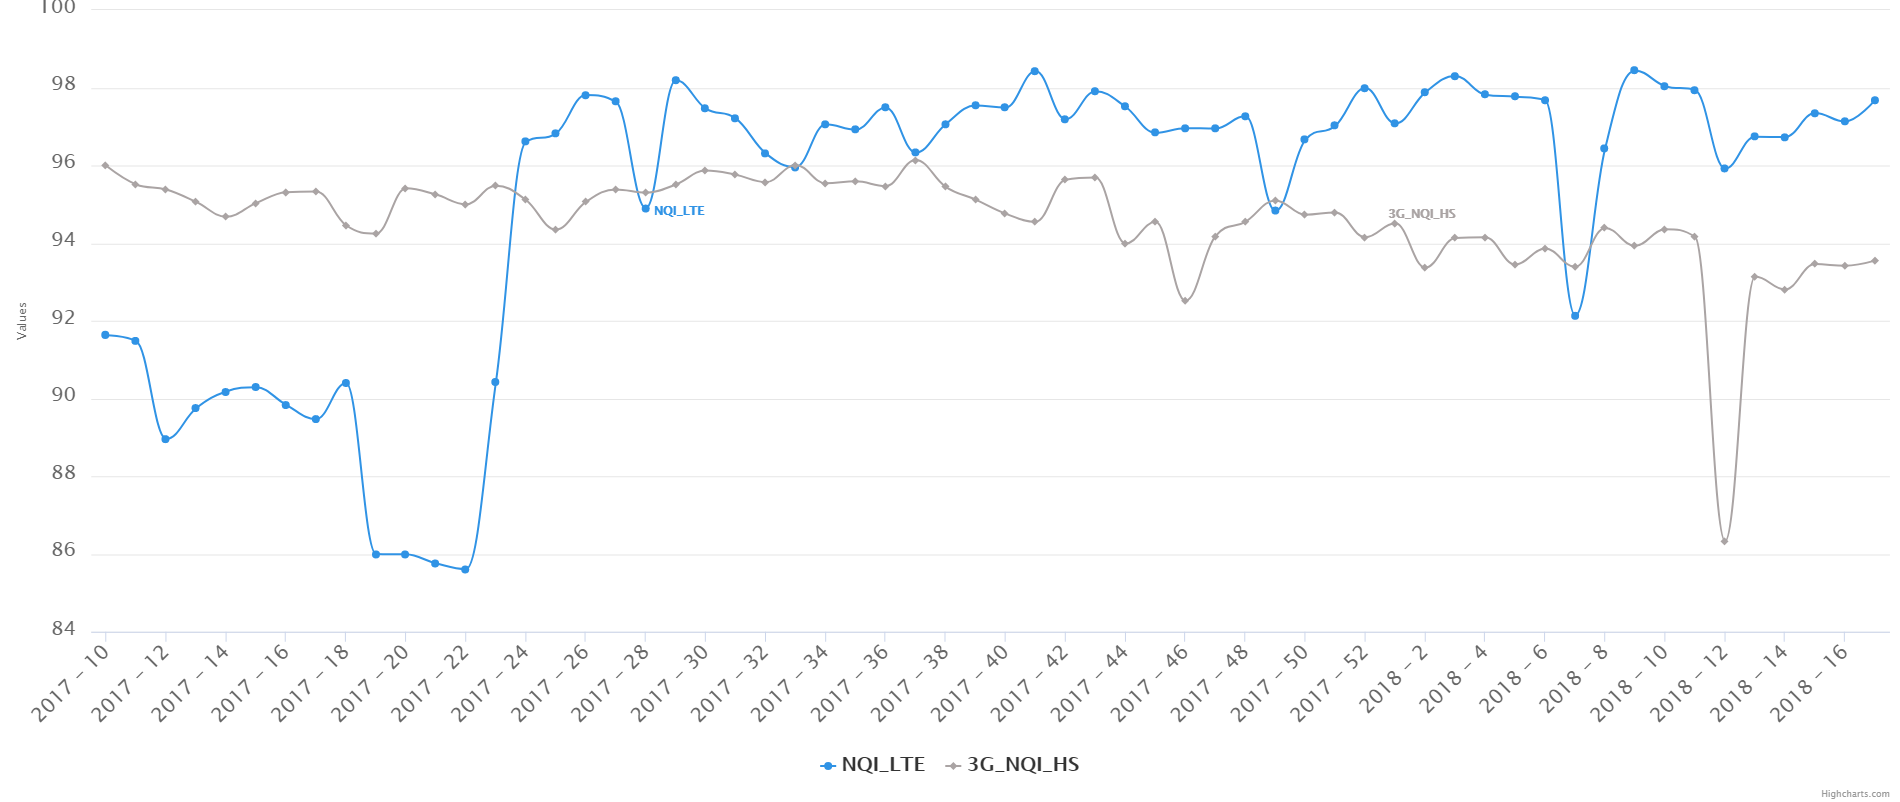 100
98
96
94
92
90
88
86
84
Values
NQI_LTE
3G_NQI_HS
2017 - 10
2017 - 12
2017 - 14
2017 - 16
2017 - 18
2017 - 20
2017 - 22
2017 - 24
2017 - 26
2017 - 28
2017 - 30
2017 - 32
2017 - 34
2017 - 36
2017 - 38
2017 - 40
2017 - 42
2017 - 44
2017 - 46
2017 - 48
2017 - 50
2017 - 52
2018 - 2
2018 - 4
2018 - 6
2018 - 8
2018 - 10
2018 - 12
2018 - 14
2018 - 16
NQI_LTE 3G_NQI_HS
Highcharts.com